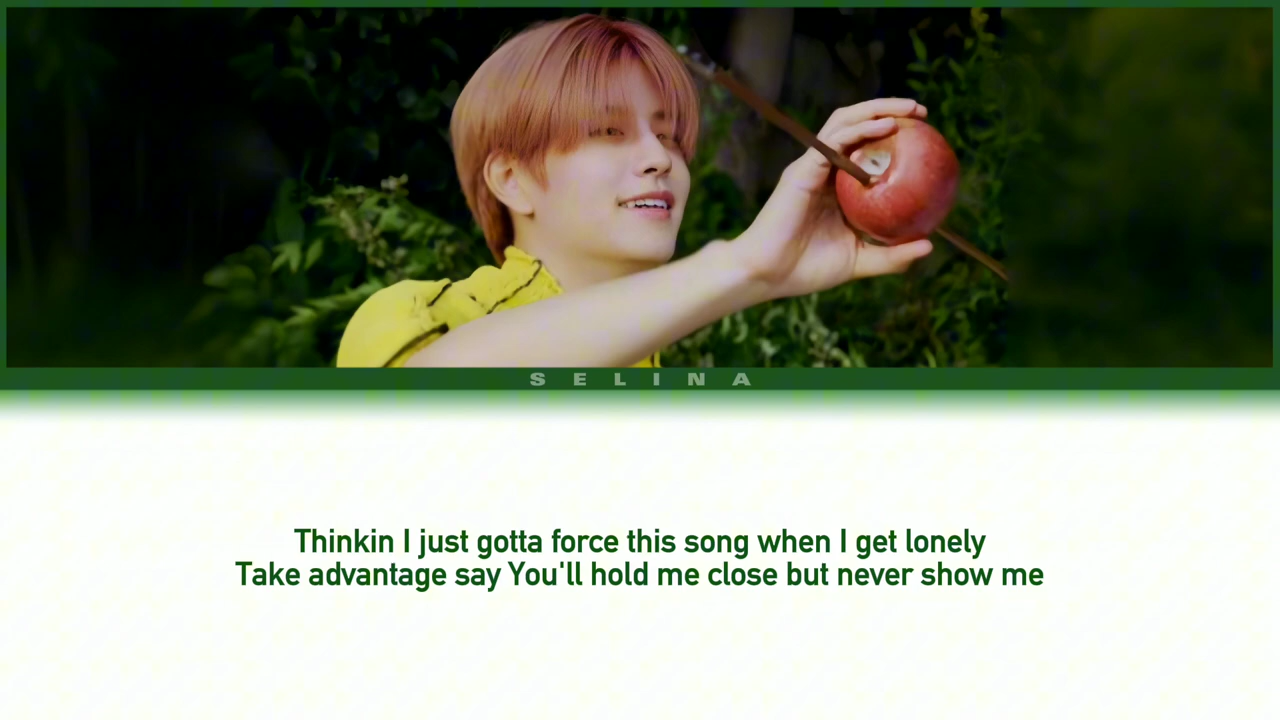 SELINA
Thinkin I just gotta force this song when I get lonely
Take advantage say You'll hold me close but never show me